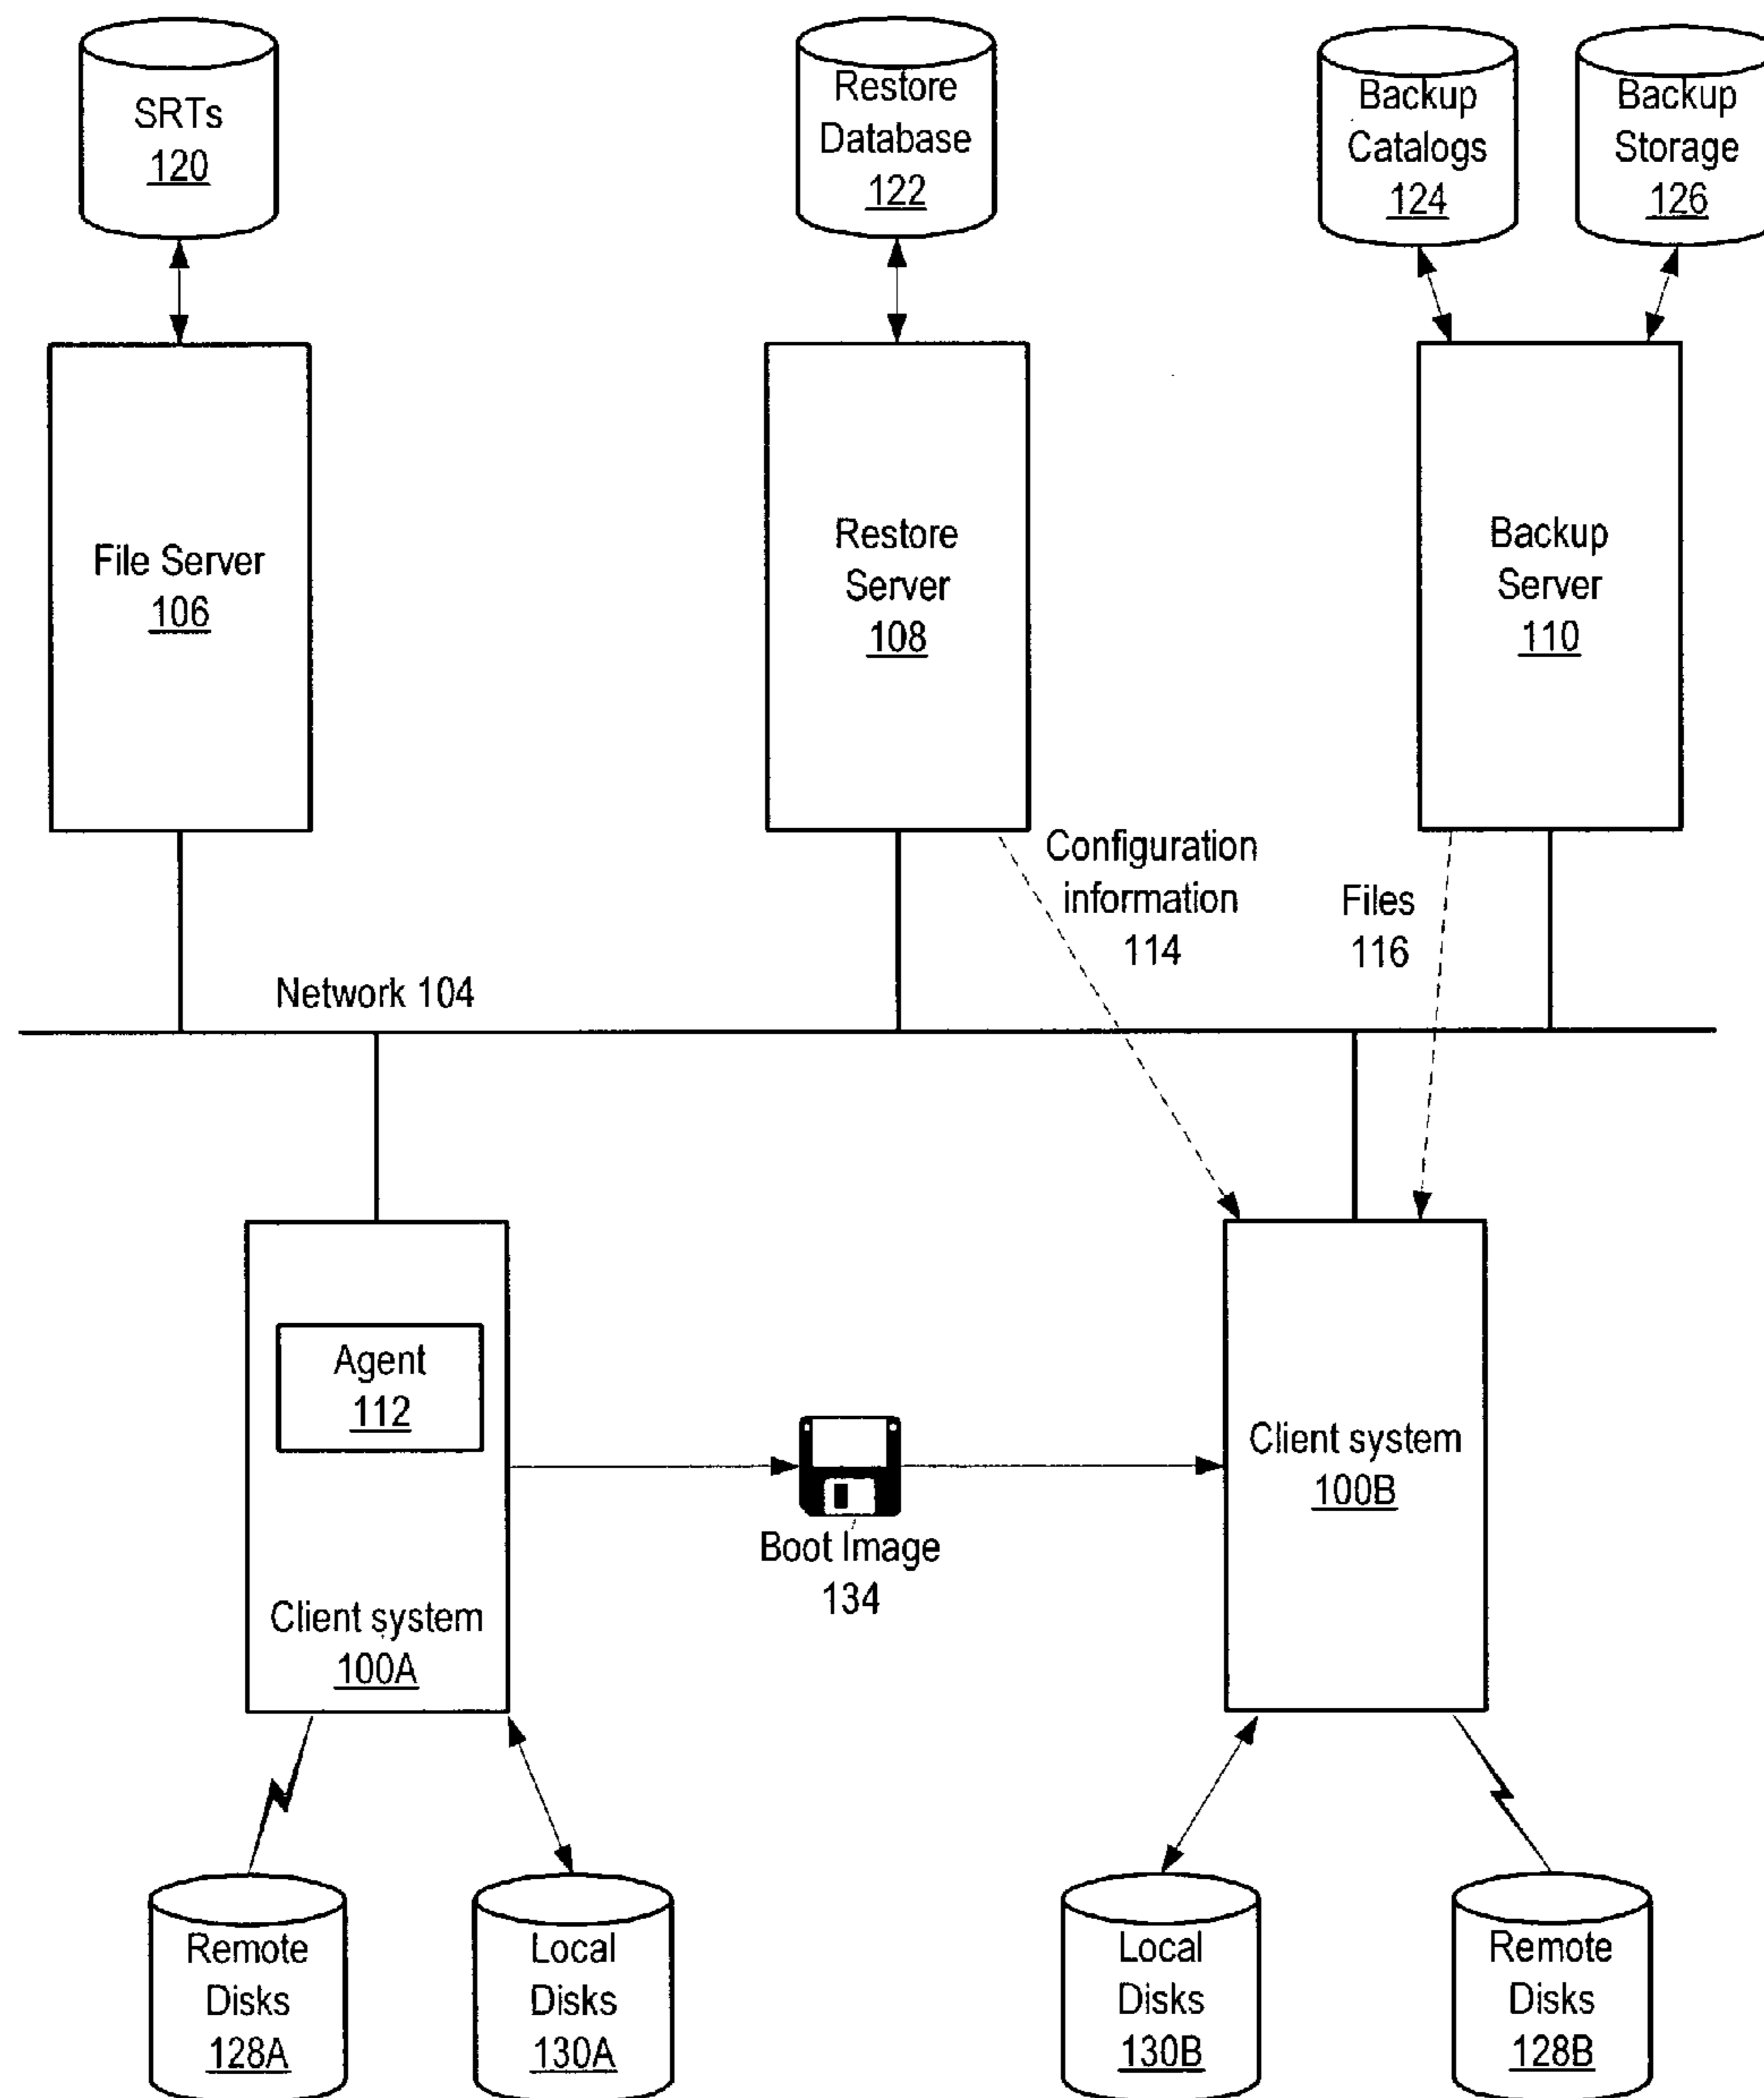 SRTs
120
Restore
Database
122
Backup
Catalogs
124
Backup
Storage
126
File Server
106
Restore
Server
108
Backup
Server
110
Configuration
information
114
Files
116
Network 104
Agent
112
Client system
100A
Boot Image
134
Client system
100B
Remote
Disks
128A
Local
Disks
130A
Local
Disks
130B
Remote
Disks
128B